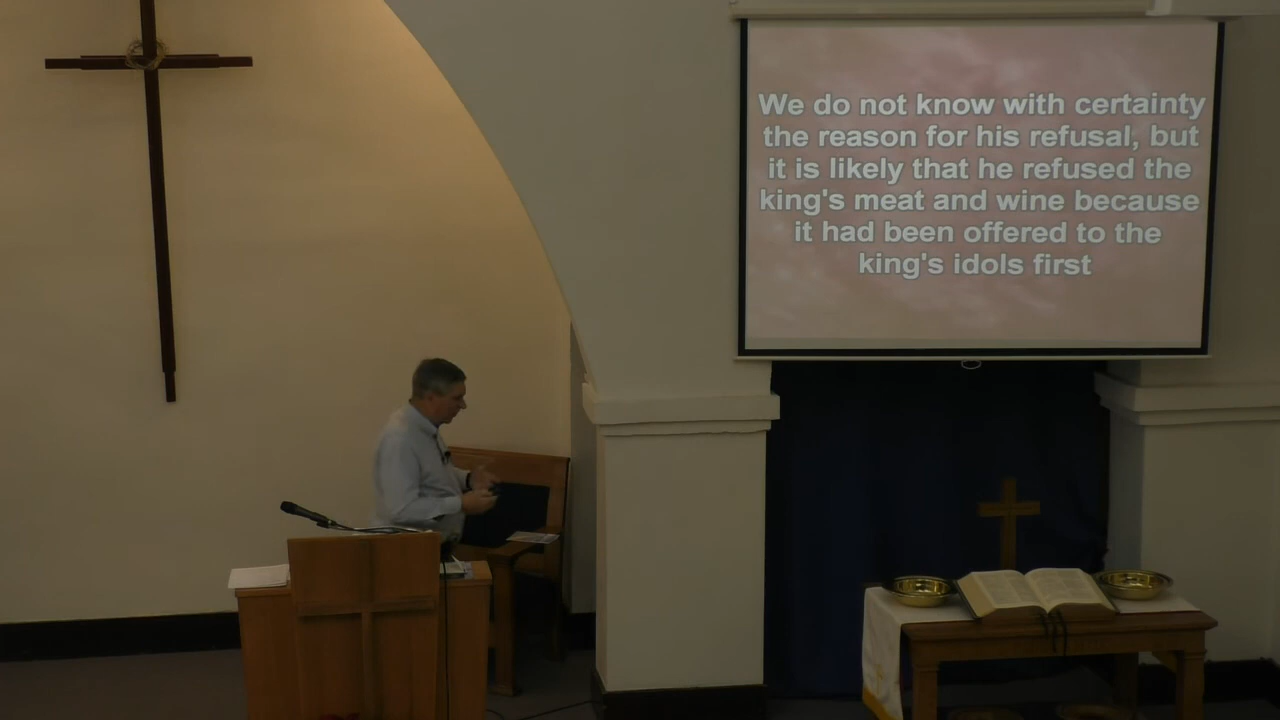 We do not know with certainty
the reason for his refusal, but
it is likely that he refused the
king's meat and wine because
it had been offered to the
king's idols first